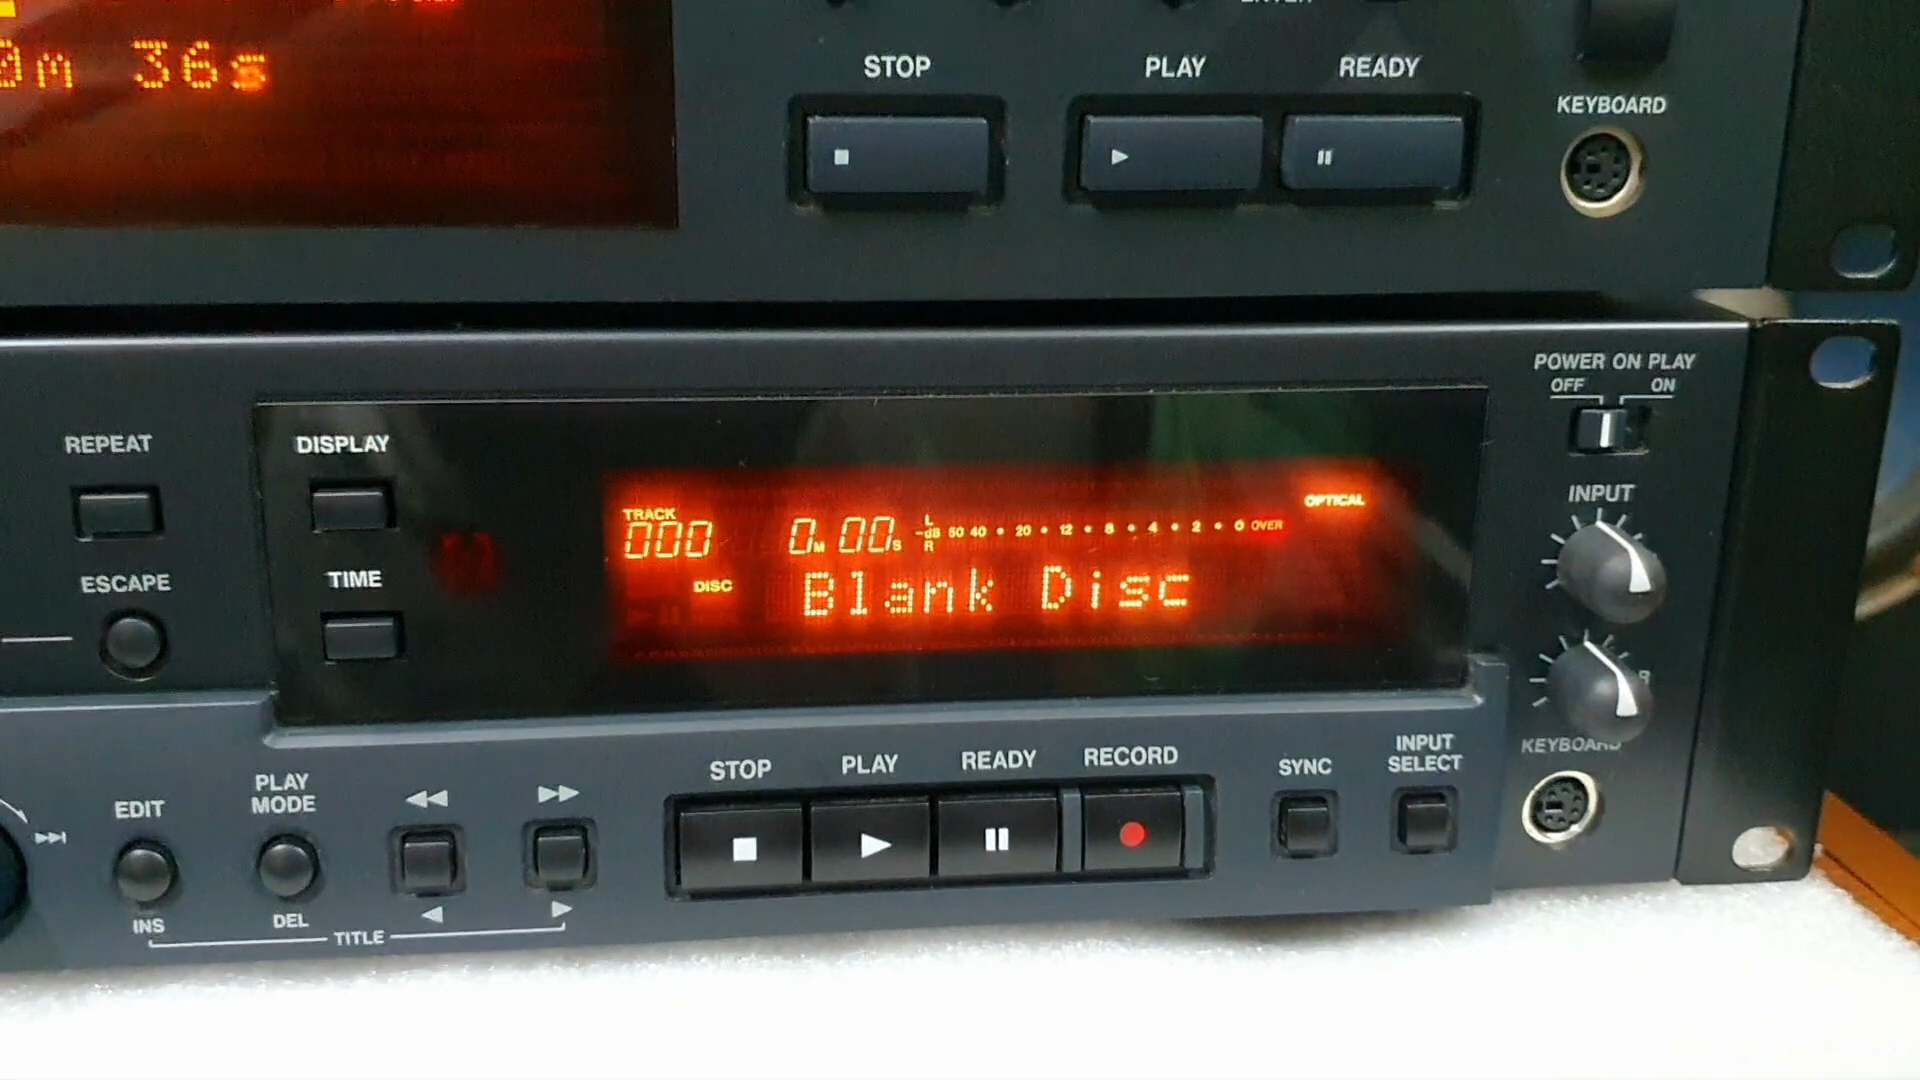 0m 36s
STOP
PLAY
READY
KEYBOARD
POWER ON PLAY
OFF ON
REPEAT
DISPLAY
INPUT
TRACK
OPTICAL
000 0M 00S
L
-dB 50 40 • 20 • 12 • 8 • 4 • 2 • 0 OVER
R
ESCAPE
TIME
DISC
Blank Disc
R
KEYBOARD
EDIT
PLAY
MODE
STOP
PLAY
READY
RECORD
SYNC
INPUT
SELECT
INS
DEL
TITLE